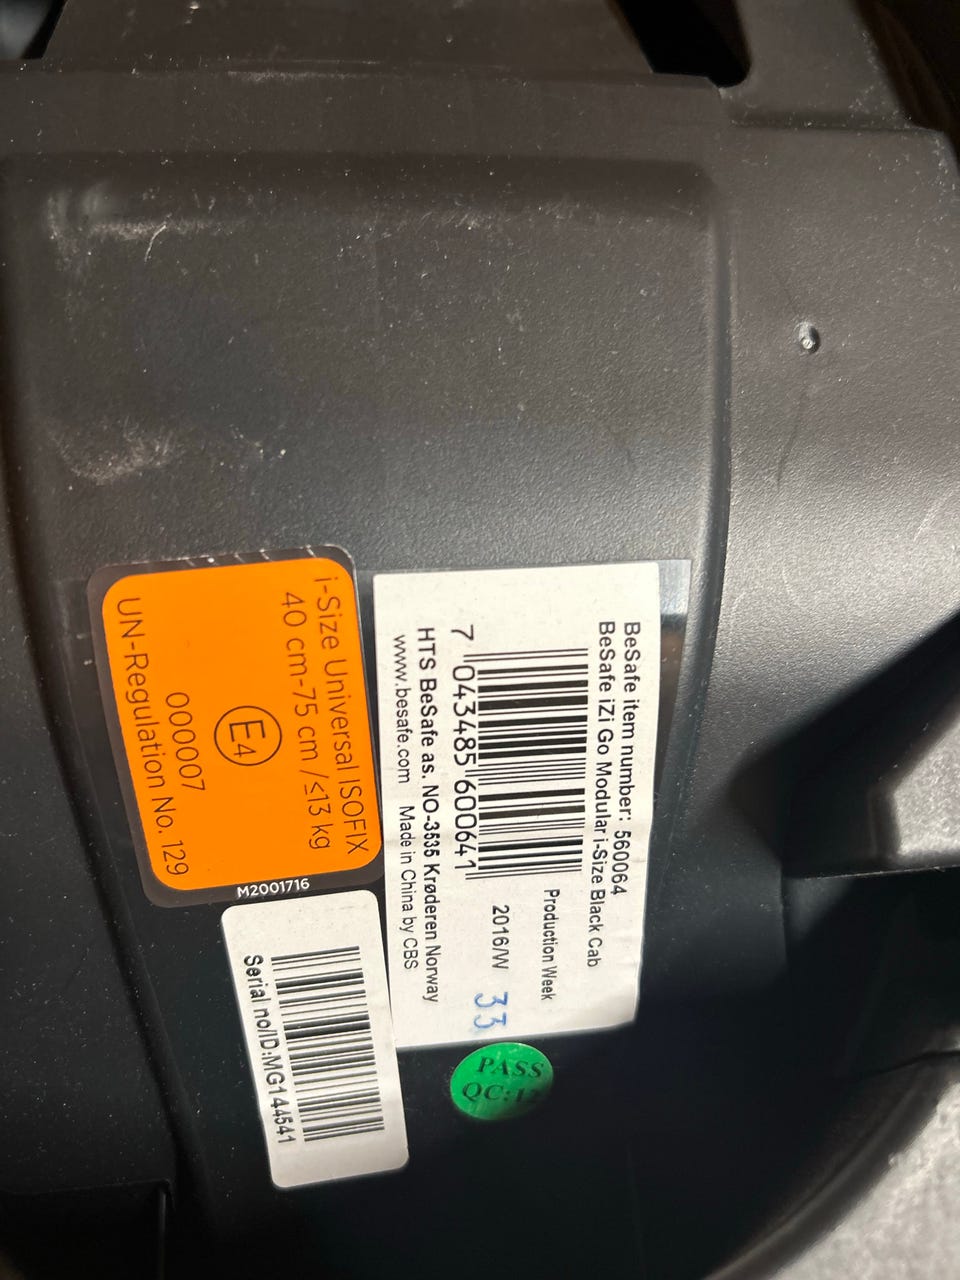 BeSafe item number: 560064
BeSafe iZi Go Modular i-Size Black Cab
Production Week
2016/W 33
7 043485 600641
HTS BeSafe as. NO-3535 Krøderen Norway
www.besafe.com Made in China by CBS
i-Size Universal ISOFIX
40 cm-75 cm /≤13 kg
E4
000007
UN-Regulation No. 129
M2001716
Serial no/ID:MG144541
PASS
QC:12